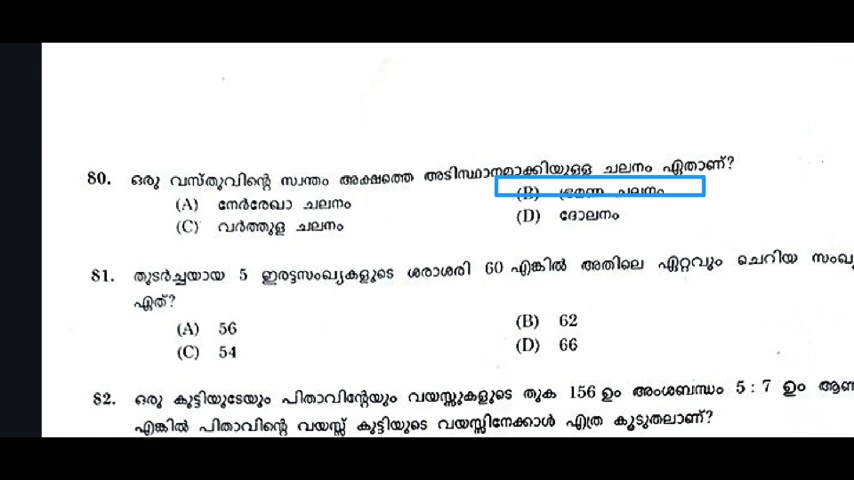 80. ഒരു വസ്തുവിന്റെ സ്വന്തം അക്ഷത്തെ അടിസ്ഥാനമാക്കിയുള്ള ചലനം ഏതാണ്?
(A) നേർരേഖാ ചലനം (B) ഭ്രമണ ചലനം
(C) വർത്തുള ചലനം (D) ദോലനം
81. തുടർച്ചയായ 5 ഇരട്ടസംഖ്യകളുടെ ശരാശരി 60 എങ്കിൽ അതിലെ ഏറ്റവും ചെറിയ
ഏത്?
(A) 56 (B) 62
(C) 54 (D) 66
82. ഒരു കുട്ടിയുടേയും പിതാവിന്റേയും വയസ്സുകളുടെ തുക 156 ഉം അംശബന്ധം 5 : 7 ഉം
എങ്കിൽ പിതാവിന്റെ വയസ്സ് കുട്ടിയുടെ വയസ്സിനേക്കാൾ എത്ര കൂടുതലാണ്?